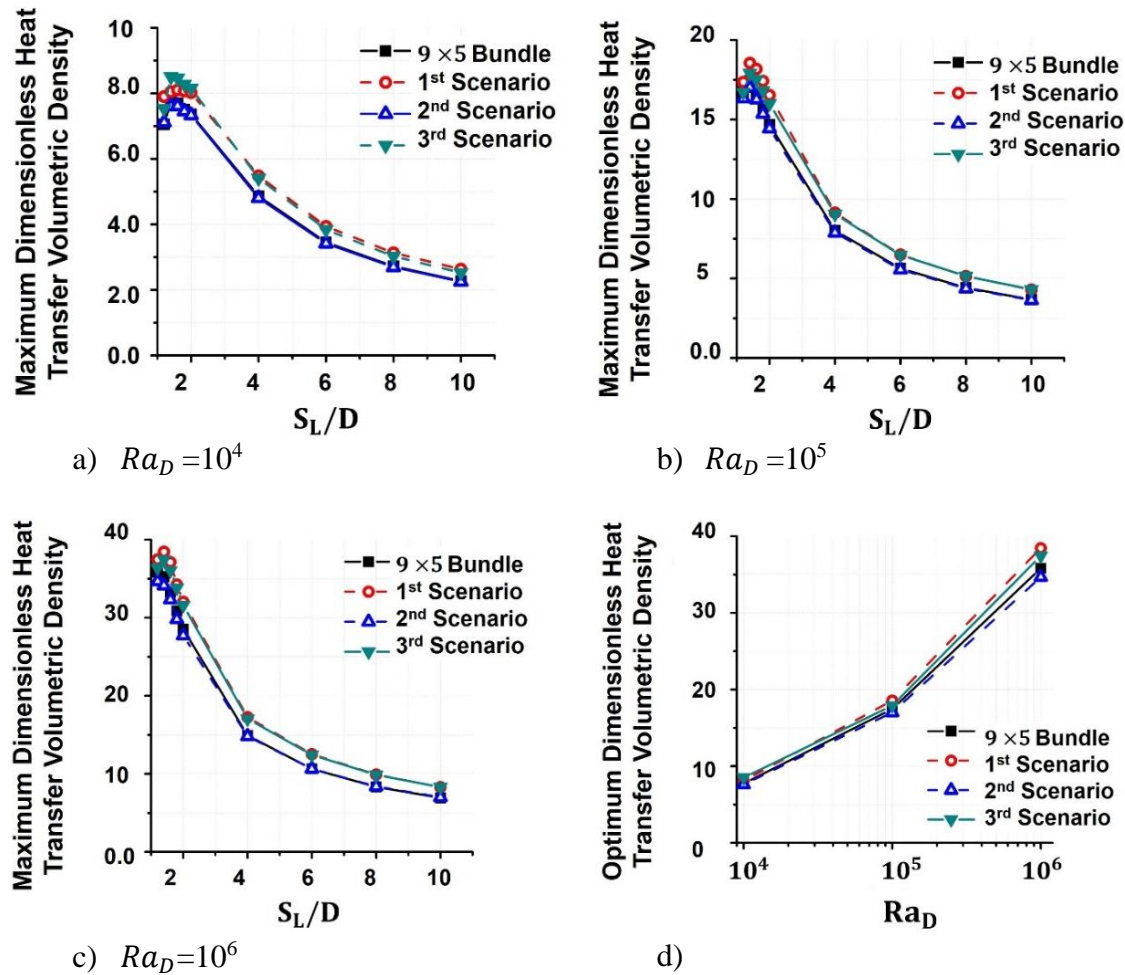 Maximum Dimensionless Heat
Transfer Volumetric Density
10
8.0
6.0
4.0
2.0
0.0
2 4 6 8 10
S_L/D
9 ×5 Bundle
1st Scenario
2nd Scenario
3rd Scenario
a) Ra_D =10^4
Maximum Dimensionless Heat
Transfer Volumetric Density
20
15
10
5.0
0.0
2 4 6 8 10
S_L/D
9 ×5 Bundle
1st Scenario
2nd Scenario
3rd Scenario
b) Ra_D =10^5
Maximum Dimensionless Heat
Transfer Volumetric Density
40
30
20
10
0.0
2 4 6 8 10
S_L/D
9 ×5 Bundle
1st Scenario
2nd Scenario
3rd Scenario
c) Ra_D=10^6
Optimum Dimensionless Heat
Transfer Volumetric Density
40
30
20
10
0
10^4 10^5 10^6
Ra_D
9 ×5 Bundle
1st Scenario
2nd Scenario
3rd Scenario
d)